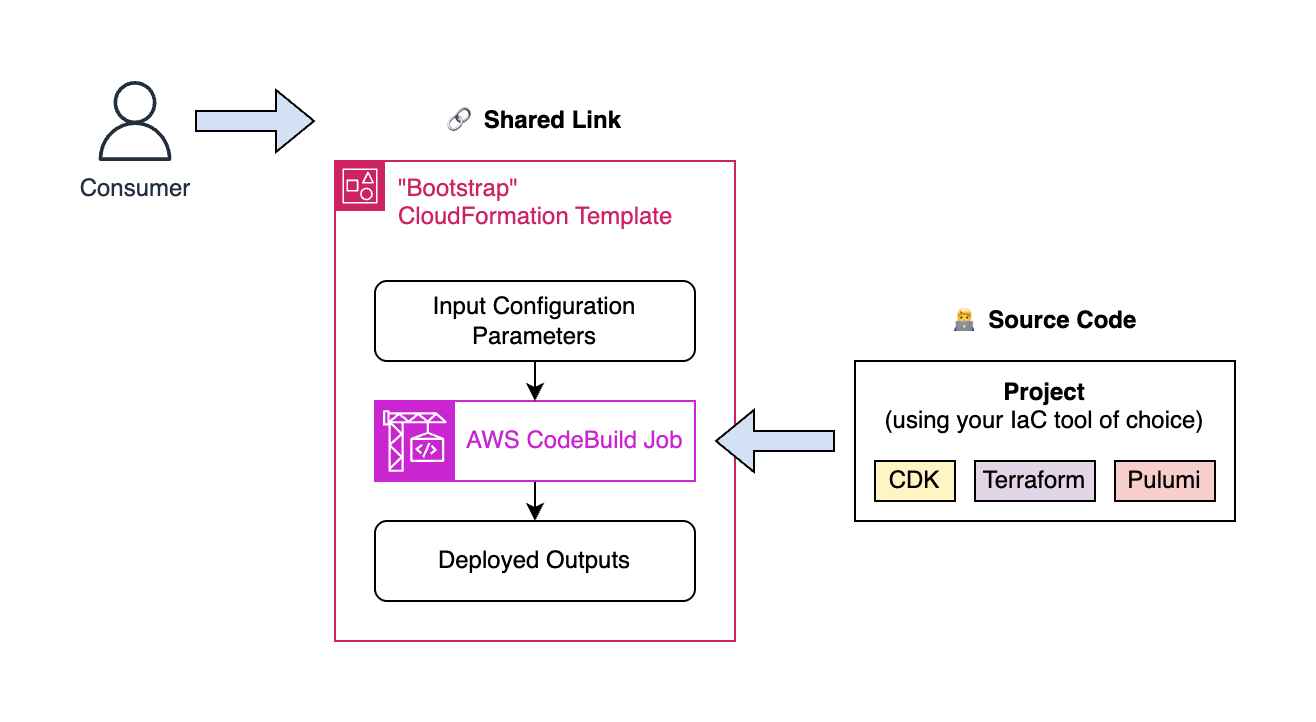 Consumer
🔗 Shared Link
"Bootstrap"
CloudFormation Template
Input Configuration
Parameters
AWS CodeBuild Job
Deployed Outputs
👨‍💻 Source Code
Project
(using your IaC tool of choice)
CDK
Terraform
Pulumi